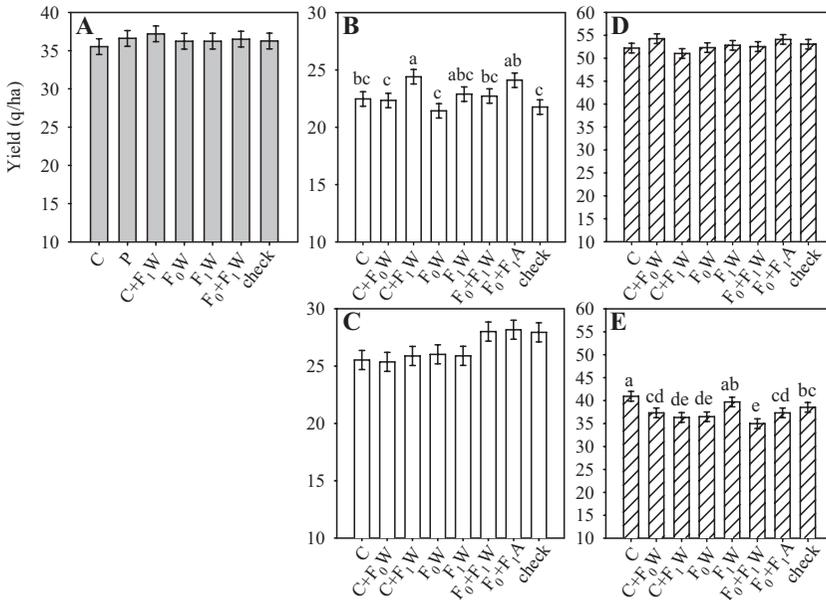 A
Yield (q/ha)
40
35
30
25
20
15
10
C
P
C+F₁W
F₀W
F₁W
F₀+F₁W
check
B
30
25
20
15
10
bc
c
a
c
abc
bc
ab
c
C
C+F₀W
C+F₁W
F₀W
F₁W
F₀+F₁W
F₀+F₁A
check
D
60
55
50
45
40
35
30
25
20
15
10
C
C+F₀W
C+F₁W
F₀W
F₁W
F₀+F₁W
F₀+F₁A
check
C
30
25
20
15
10
C
C+F₀W
C+F₁W
F₀W
F₁W
F₀+F₁W
F₀+F₁A
check
E
60
55
50
45
40
35
30
25
20
15
10
a
cd
de
de
ab
e
cd
bc
C
C+F₀W
C+F₁W
F₀W
F₁W
F₀+F₁W
F₀+F₁A
check